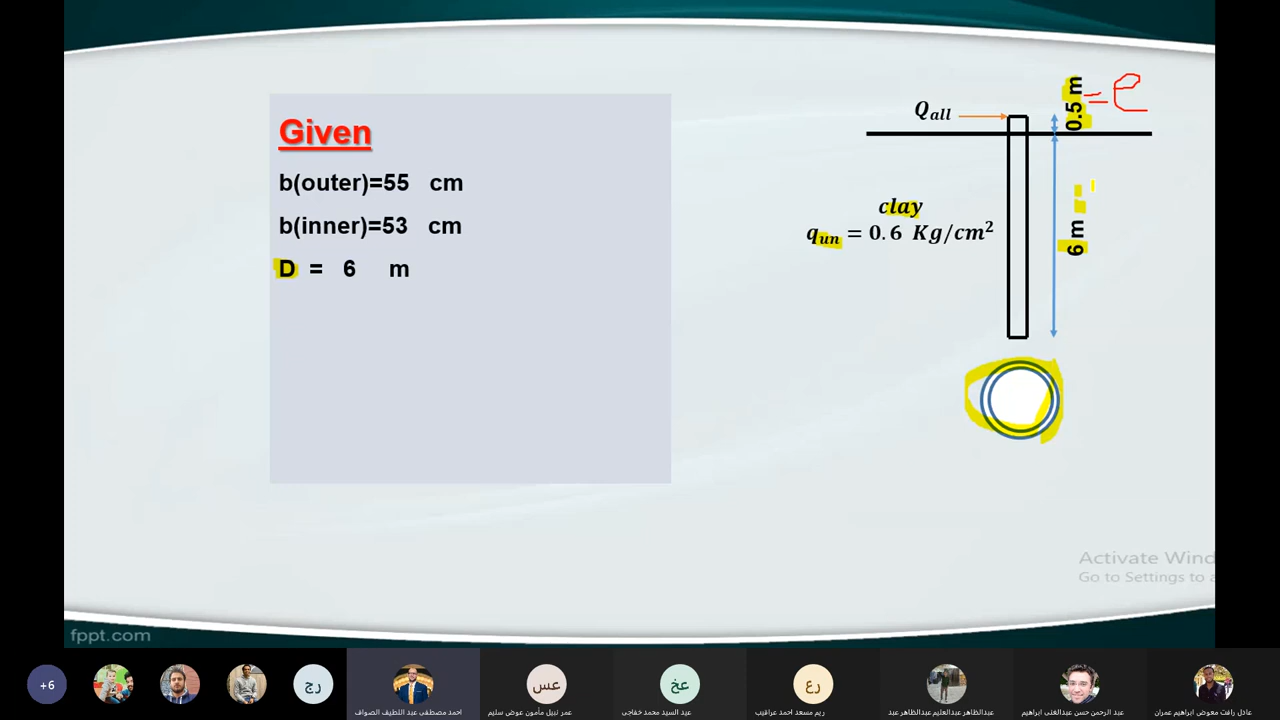 Given
b(outer)=55 cm
b(inner)=53 cm
D = 6 m
Q_all
0.5 m
= e
clay
q_un = 0.6 Kg/cm²
6 m
Activate Wind
Go to Settings to a
fppt.com
+6
رج
احمد مصطفى عبد اللطيف الصواف
عس
عمر نبيل مأمون عوض سليم
عخ
عبد السيد محمد خفاجى
رع
ريم مسعد احمد عراقيب
عبدالظاهر عبدالعليم عبدالظاهر عبد
عبد الرحمن حسن عبدالغنى ابراهيم
عادل رافت معوض ابراهيم عمران